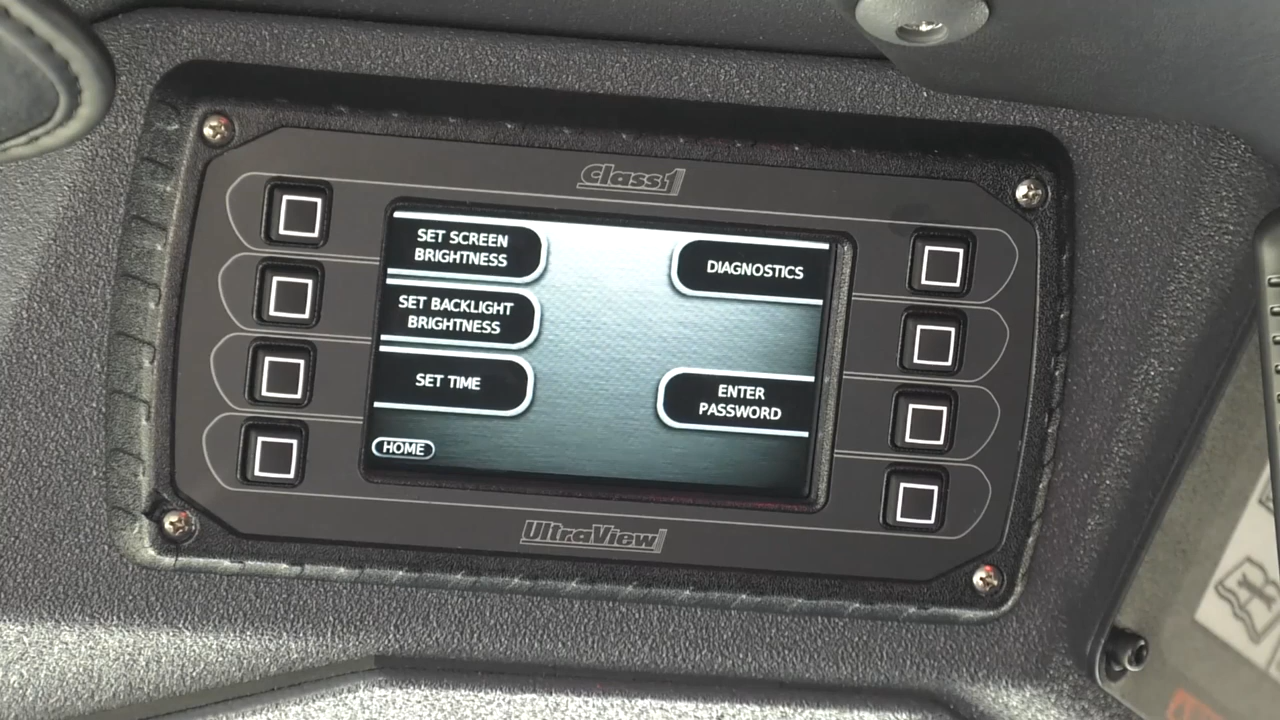 Class1
SET SCREEN
BRIGHTNESS
DIAGNOSTICS
SET BACKLIGHT
BRIGHTNESS
SET TIME
ENTER
PASSWORD
HOME
UltraView